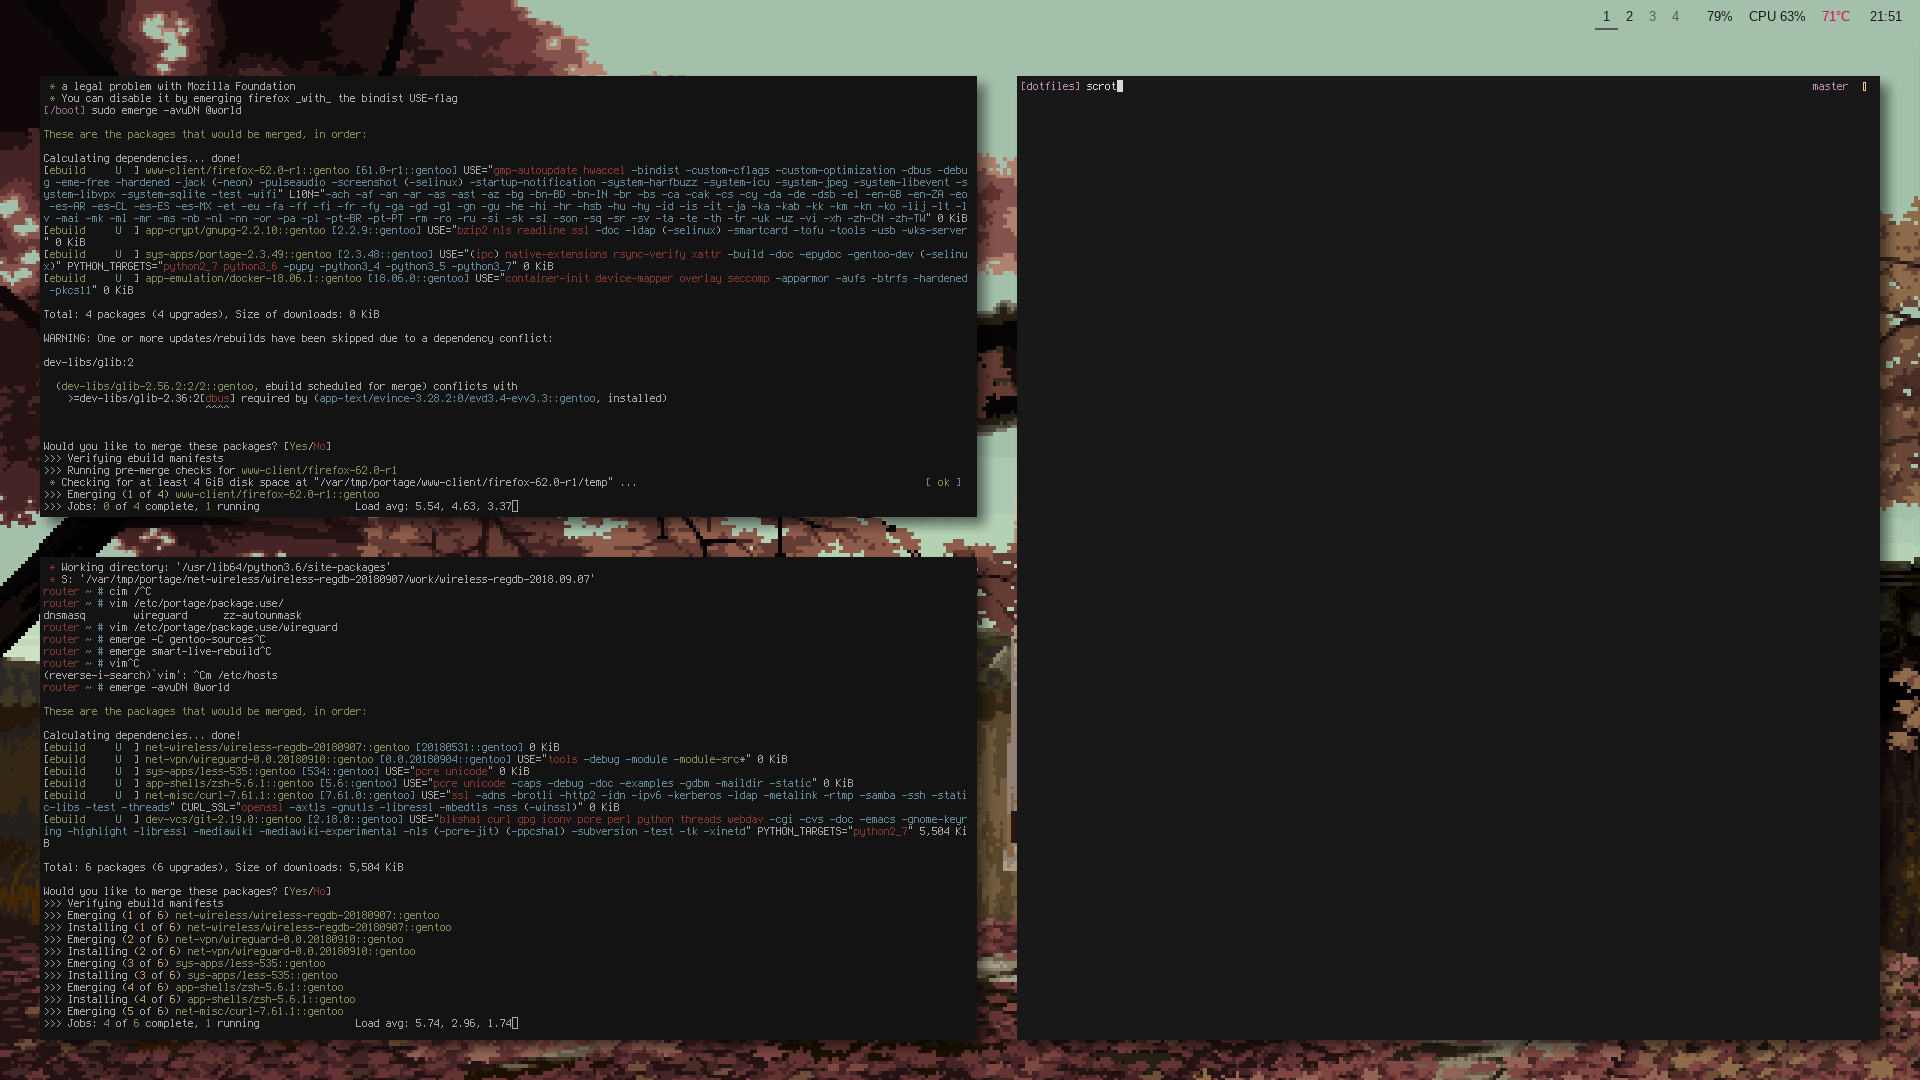 1 2 3 4 79% CPU 63% 71°C 21:51
* a legal problem with Mozilla Foundation
* You can disable it by emerging firefox _with_ the bindist USE-flag
[/boot] sudo emerge -avuDN @world
These are the packages that would be merged, in order:
Calculating dependencies... done!
[ebuild     U  ] www-client/firefox-62.0-r1::gentoo [61.0-r1::gentoo] USE="gmp-autoupdate hwaccel -bindist -custom-cflags -custom-optimization -dbus -debu
g -eme-free -hardened -jack (-neon) -pulseaudio -screenshot (-selinux) -startup-notification -system-harfbuzz -system-icu -system-jpeg -system-libevent -s
ystem-libvpx -system-sqlite -test -wifi" L10N="-ach -af -an -ar -as -ast -az -bg -bn-BD -bn-IN -br -bs -ca -cak -cs -cy -da -de -dsb -el -en-GB -en-ZA -eo
-es-AR -es-CL -es-ES -es-MX -et -eu -fa -ff -fi -fr -fy -ga -gd -gl -gn -gu -he -hi -hr -hsb -hu -hy -id -is -it -ja -ka -kab -kk -km -kn -ko -lij -lt -l
v -mai -mk -ml -mr -ms -nb -nl -nn -or -pa -pl -pt-BR -pt-PT -rm -ro -ru -si -sk -sl -son -sq -sr -sv -ta -te -th -tr -uk -uz -vi -xh -zh-CN -zh-TW" 0 KiB
[ebuild     U  ] app-crypt/gnupg-2.2.10::gentoo [2.2.9::gentoo] USE="bzip2 nls readline ssl -doc -ldap (-selinux) -smartcard -tofu -tools -usb -wks-server
" 0 KiB
[ebuild     U  ] sys-apps/portage-2.3.49::gentoo [2.3.48::gentoo] USE="(ipc) native-extensions rsync-verify xattr -build -doc -epydoc -gentoo-dev (-selinu
x)" PYTHON_TARGETS="python2_7 python3_6 -pypy -python3_4 -python3_5 -python3_7" 0 KiB
[ebuild     U  ] app-emulation/docker-18.06.1::gentoo [18.06.0::gentoo] USE="container-init device-mapper overlay seccomp -apparmor -aufs -btrfs -hardened
-pkcs11" 0 KiB
Total: 4 packages (4 upgrades), Size of downloads: 0 KiB
WARNING: One or more updates/rebuilds have been skipped due to a dependency conflict:
dev-libs/glib:2
(dev-libs/glib-2.56.2:2/2::gentoo, ebuild scheduled for merge) conflicts with
>=dev-libs/glib-2.36:2[dbus] required by (app-text/evince-3.28.2:0/evd3.4-evv3.3::gentoo, installed)
^^^^
Would you like to merge these packages? [Yes/No]
>>> Verifying ebuild manifests
>>> Running pre-merge checks for www-client/firefox-62.0-r1
* Checking for at least 4 GiB disk space at "/var/tmp/portage/www-client/firefox-62.0-r1/temp" ... [ ok ]
>>> Emerging (1 of 4) www-client/firefox-62.0-r1::gentoo
>>> Jobs: 0 of 4 complete, 1 running                Load avg: 5.54, 4.63, 3.37
* Working directory: '/usr/lib64/python3.6/site-packages'
* S: '/var/tmp/portage/net-wireless/wireless-regdb-20180907/work/wireless-regdb-2018.09.07'
router ~ # cim /^C
router ~ # vim /etc/portage/package.use/
dnsmasq        wireguard      zz-autounmask
router ~ # vim /etc/portage/package.use/wireguard
router ~ # emerge -C gentoo-sources^C
router ~ # emerge smart-live-rebuild^C
router ~ # vim^C
(reverse-i-search)`vim': ^Cm /etc/hosts
router ~ # emerge -avuDN @world
These are the packages that would be merged, in order:
Calculating dependencies... done!
[ebuild     U  ] net-wireless/wireless-regdb-20180907::gentoo [20180531::gentoo] 0 KiB
[ebuild     U  ] net-vpn/wireguard-0.0.20180910::gentoo [0.0.20180904::gentoo] USE="tools -debug -module -module-src*" 0 KiB
[ebuild     U  ] sys-apps/less-535::gentoo [534::gentoo] USE="pcre unicode" 0 KiB
[ebuild     U  ] app-shells/zsh-5.6.1::gentoo [5.6::gentoo] USE="pcre unicode -caps -debug -doc -examples -gdbm -maildir -static" 0 KiB
[ebuild     U  ] net-misc/curl-7.61.1::gentoo [7.61.0::gentoo] USE="ssl -adns -brotli -http2 -idn -ipv6 -kerberos -ldap -metalink -rtmp -samba -ssh -stati
c-libs -test -threads" CURL_SSL="openssl -axtls -gnutls -libressl -mbedtls -nss (-winssl)" 0 KiB
[ebuild     U  ] dev-vcs/git-2.19.0::gentoo [2.18.0::gentoo] USE="blksha1 curl gpg iconv pcre perl python threads webdav -cgi -cvs -doc -emacs -gnome-keyr
ing -highlight -libressl -mediawiki -mediawiki-experimental -nls (-pcre-jit) (-ppcsha1) -subversion -test -tk -xinetd" PYTHON_TARGETS="python2_7" 5,504 Ki
B
Total: 6 packages (6 upgrades), Size of downloads: 5,504 KiB
Would you like to merge these packages? [Yes/No]
>>> Verifying ebuild manifests
>>> Emerging (1 of 6) net-wireless/wireless-regdb-20180907::gentoo
>>> Installing (1 of 6) net-wireless/wireless-regdb-20180907::gentoo
>>> Emerging (2 of 6) net-vpn/wireguard-0.0.20180910::gentoo
>>> Installing (2 of 6) net-vpn/wireguard-0.0.20180910::gentoo
>>> Emerging (3 of 6) sys-apps/less-535::gentoo
>>> Installing (3 of 6) sys-apps/less-535::gentoo
>>> Emerging (4 of 6) app-shells/zsh-5.6.1::gentoo
>>> Installing (4 of 6) app-shells/zsh-5.6.1::gentoo
>>> Emerging (5 of 6) net-misc/curl-7.61.1::gentoo
>>> Jobs: 4 of 6 complete, 1 running                Load avg: 5.74, 2.96, 1.74
[dotfiles] scrot master []